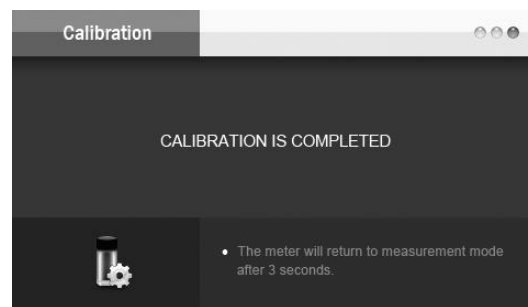 Calibration
CALIBRATION IS COMPLETED
The meter will return to measurement mode
after 3 seconds.